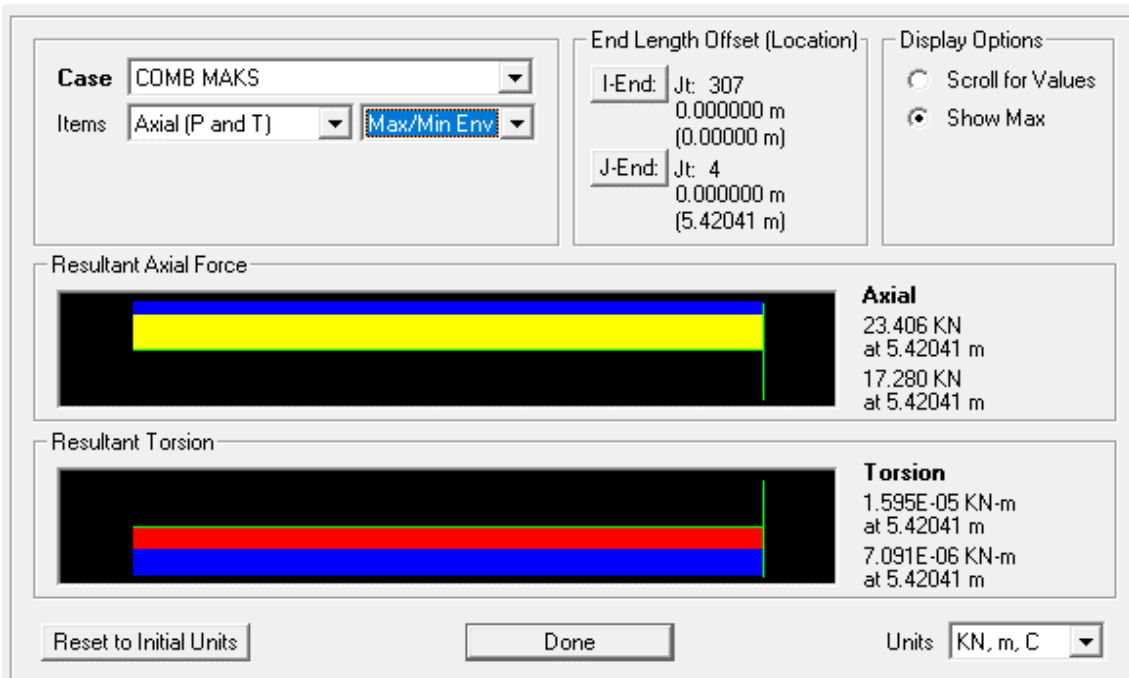 Case COMB MAKS
Items Axial (P and T) Max/Min Env
End Length Offset (Location)
I-End: Jt: 307
0.000000 m
(0.00000 m)
J-End: Jt: 4
0.000000 m
(5.42041 m)
Display Options
Scroll for Values
Show Max
Resultant Axial Force
Axial
23.406 KN
at 5.42041 m
17.280 KN
at 5.42041 m
Resultant Torsion
Torsion
1.595E-05 KN-m
at 5.42041 m
7.091E-06 KN-m
at 5.42041 m
Reset to Initial Units Done Units KN, m, C